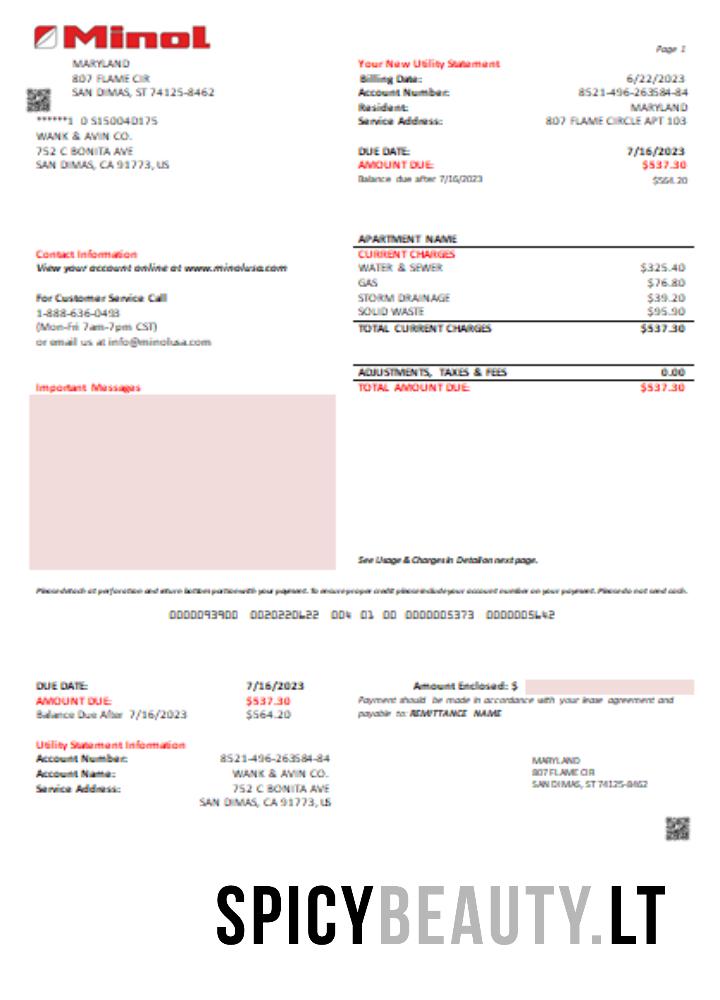 Minol
Page 1
MARYLAND
807 FLAME CIR
SAN DIMAS, ST 74125-8462
******1 0 S15004D175
WANK & AVIN CO.
752 C BONITA AVE
SAN DIMAS, CA 91773, US
Your New Utility Statement
Billing Date: 6/22/2023
Account Number: 8521-496-263584-84
Resident: MARYLAND
Service Address: 807 FLAME CIRCLE APT 103
DUE DATE: 7/16/2023
AMOUNT DUE: $537.30
Balance due after 7/16/2023 $564.20
Contact Information
View your account online at www.minolusa.com
For Customer Service Call
1-888-636-0493
(Mon-Fri 7am-7pm CST)
or email us at info@minolusa.com
Important Messages
APARTMENT NAME
CURRENT CHARGES
WATER & SEWER $325.40
GAS $76.80
STORM DRAINAGE $39.20
SOLID WASTE $95.90
TOTAL CURRENT CHARGES $537.30
ADJUSTMENTS, TAXES & FEES 0.00
TOTAL AMOUNT DUE: $537.30
See Usage & Charges in Detail on next page.
Please detach at perforation and return bottom portion with your payment. To ensure proper credit please include your account number on your payment. Please do not send cash.
0000093900 0020220622 004 01 00 0000005373 0000005642
DUE DATE: 7/16/2023
AMOUNT DUE: $537.30
Balance Due After 7/16/2023 $564.20
Amount Enclosed: $
Payment should be made in accordance with your lease agreement and
payable to: REMITTANCE NAME
Utility Statement Information
Account Number: 8521-496-263584-84
Account Name: WANK & AVIN CO.
Service Address: 752 C BONITA AVE
SAN DIMAS, CA 91773, US
MARYLAND
807 FLAME CIR
SAN DIMAS, ST 74125-8462
SPICYBEAUTY.LT